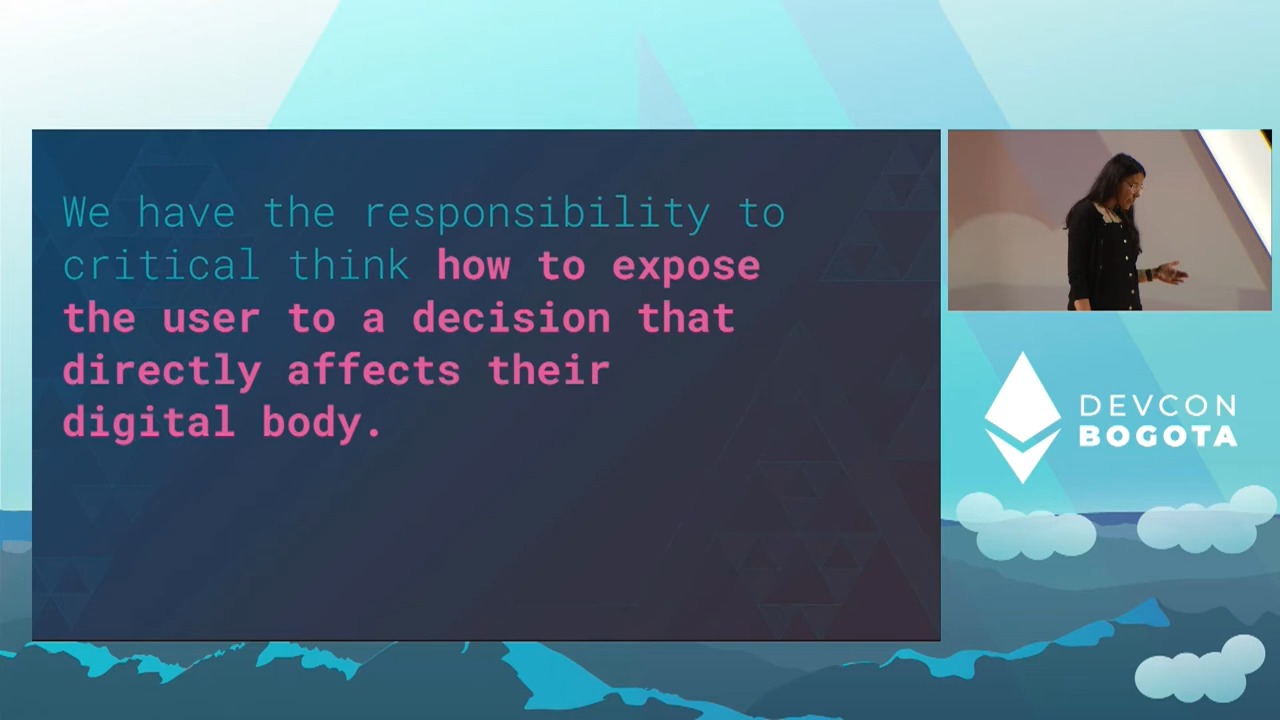 We have the responsibility to
critical think how to expose
the user to a decision that
directly affects their
digital body.
DEVCON
BOGOTA